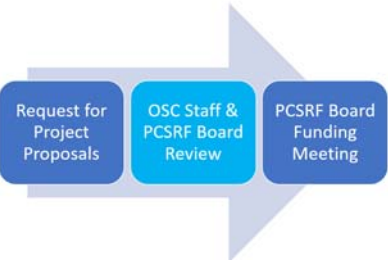 Request for
Project
Proposals
OSC Staff &
PCSRF Board
Review
PCSRF Board
Funding
Meeting